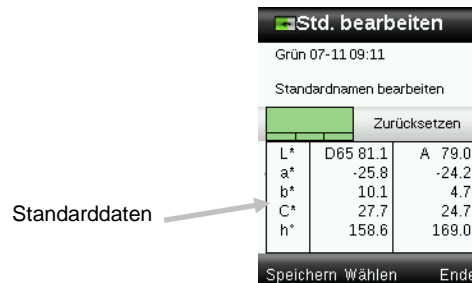 Std. bearbeiten
Grün 07-11 09:11
Standardnamen bearbeiten
Zurücksetzen
L* D65 81.1 A 79.0
a* -25.8 -24.2
b* 10.1 4.7
C* 27.7 24.7
h° 158.6 169.0
Standarddaten
Speichern Wählen Ende